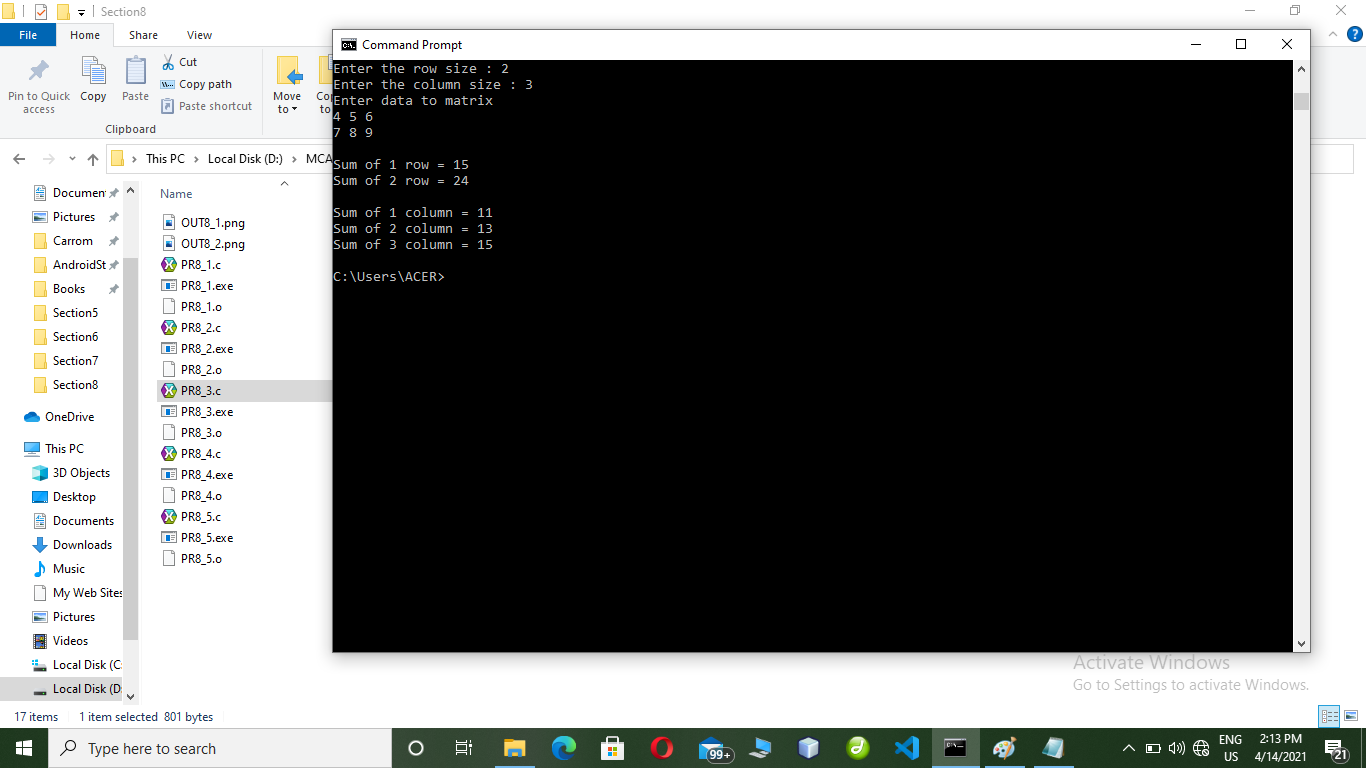 Section8
File Home Share View
Pin to Quick access
Copy
Paste
Cut
Copy path
Paste shortcut
Move to
Clipboard
This PC > Local Disk (D:) > MCA
Documen
Pictures
Carrom
AndroidSt
Books
Section5
Section6
Section7
Section8
OneDrive
This PC
3D Objects
Desktop
Documents
Downloads
Music
My Web Sites
Pictures
Videos
Local Disk (C
Local Disk (D
Name
OUT8_1.png
OUT8_2.png
PR8_1.c
PR8_1.exe
PR8_1.o
PR8_2.c
PR8_2.exe
PR8_2.o
PR8_3.c
PR8_3.exe
PR8_3.o
PR8_4.c
PR8_4.exe
PR8_4.o
PR8_5.c
PR8_5.exe
PR8_5.o
Command Prompt
Enter the row size : 2
Enter the column size : 3
Enter data to matrix
4 5 6
7 8 9
Sum of 1 row = 15
Sum of 2 row = 24
Sum of 1 column = 11
Sum of 2 column = 13
Sum of 3 column = 15
C:\Users\ACER>
Activate Windows
Go to Settings to activate Windows.
17 items 1 item selected 801 bytes
Type here to search
99+
ENG
US
2:13 PM
4/14/2021
21